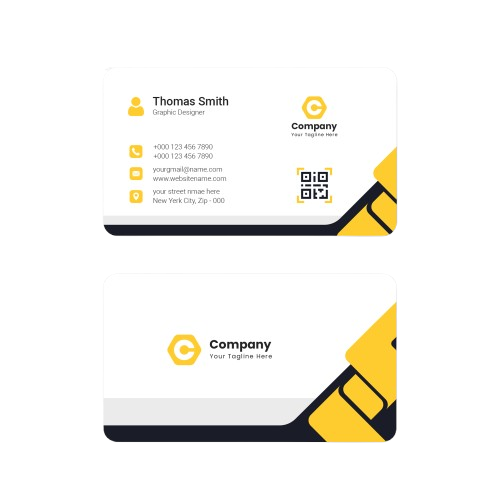 Thomas Smith
Graphic Designer
Company
Your Tagline Here
+000 123 456 7890
+000 123 456 7890
yourgmail@name.com
www.websitename.com
your street nmae here
New Yerk City, Zip - 000
Company
Your Tagline Here